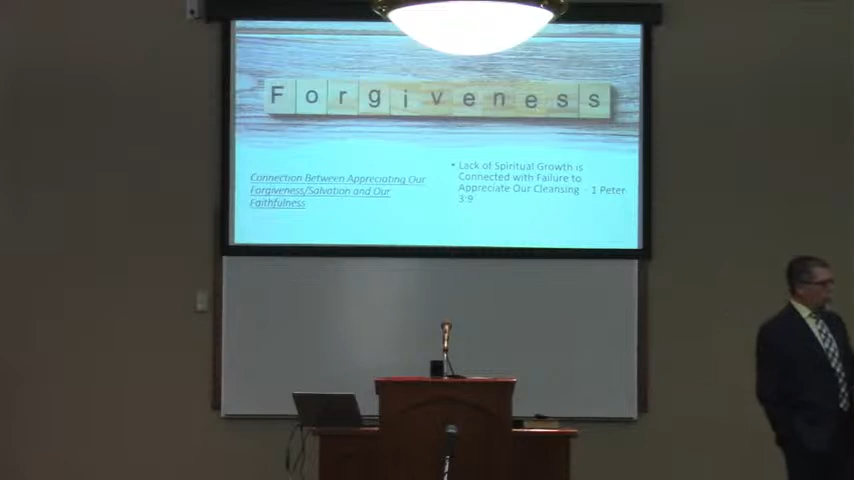 Forgiveness
Connection Between Appreciating Our
Forgiveness/Salvation and Our
Faithfulness
• Lack of Spiritual Growth is
Connected with Failure to
Appreciate Our Cleansing - 1 Peter
3:9